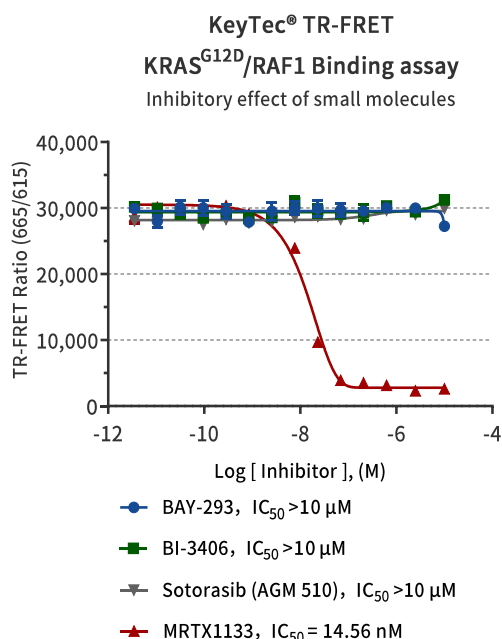 KeyTec® TR-FRET
KRASG12D/RAF1 Binding assay
Inhibitory effect of small molecules
TR-FRET Ratio (665/615)
40,000
30,000
20,000
10,000
0
-12 -10 -8 -6 -4
Log [ Inhibitor ], (M)
BAY-293, IC50 >10 μM
BI-3406, IC50 >10 μM
Sotorasib (AGM 510), IC50 >10 μM
MRTX1133, IC50 = 14.56 nM